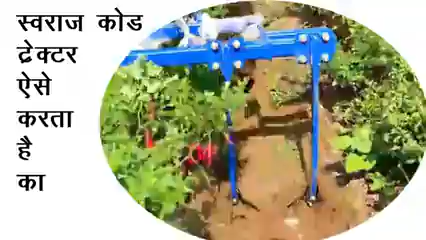 स्वराज कोड
ट्रेक्टर
ऐसे
करता
है
का